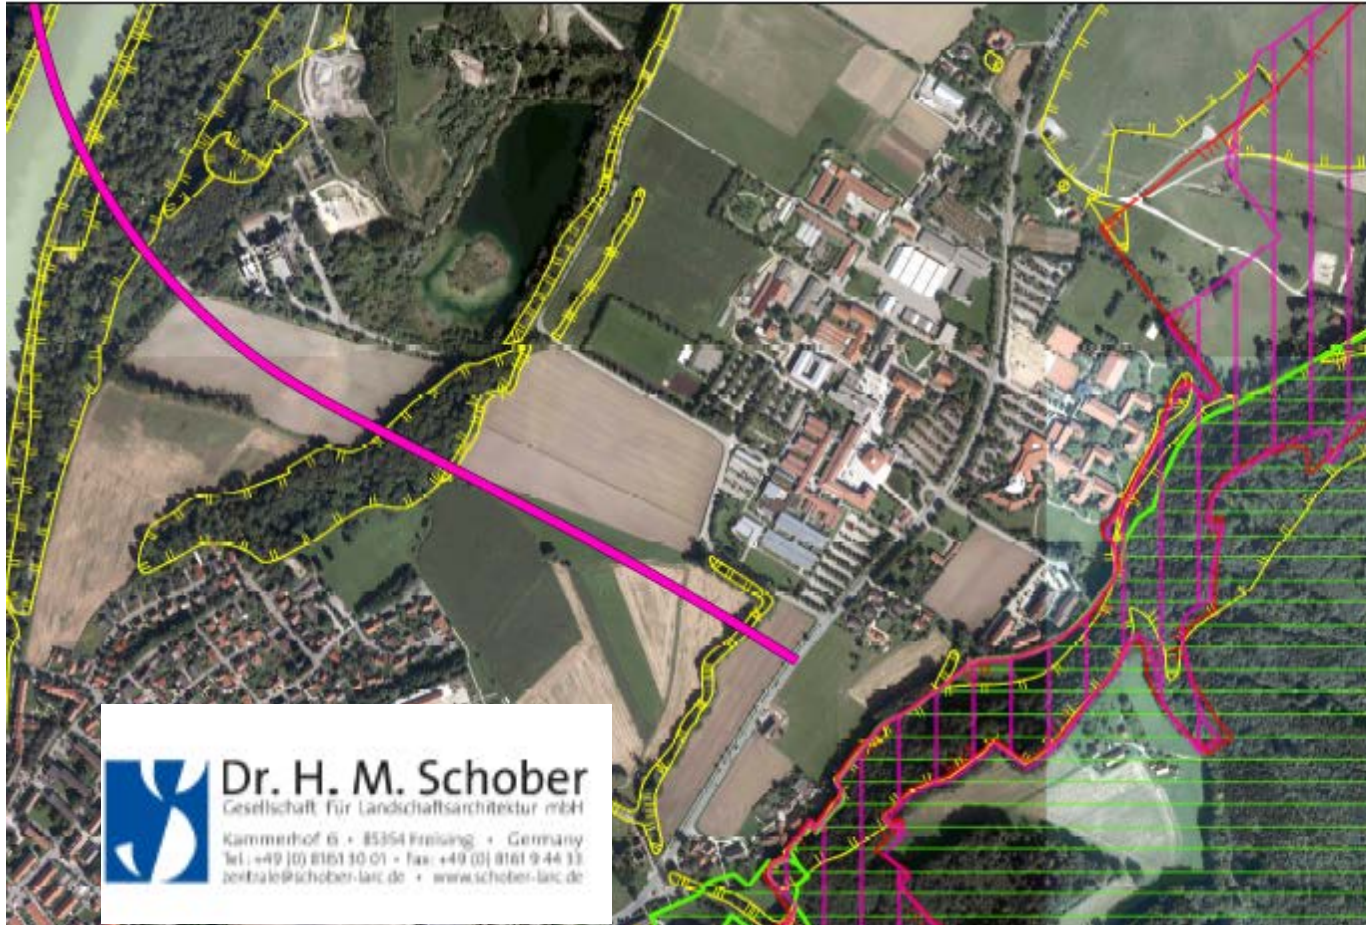 Dr. H. M. Schober
Gesellschaft für Landschaftsarchitektur mbH
Kammerhof 6 • 85354 Freising • Germany
Tel.: +49 (0) 8161 30 01 • Fax: +49 (0) 8161 9 44 33
zentrale@schober-larc.de • www.schober-larc.de